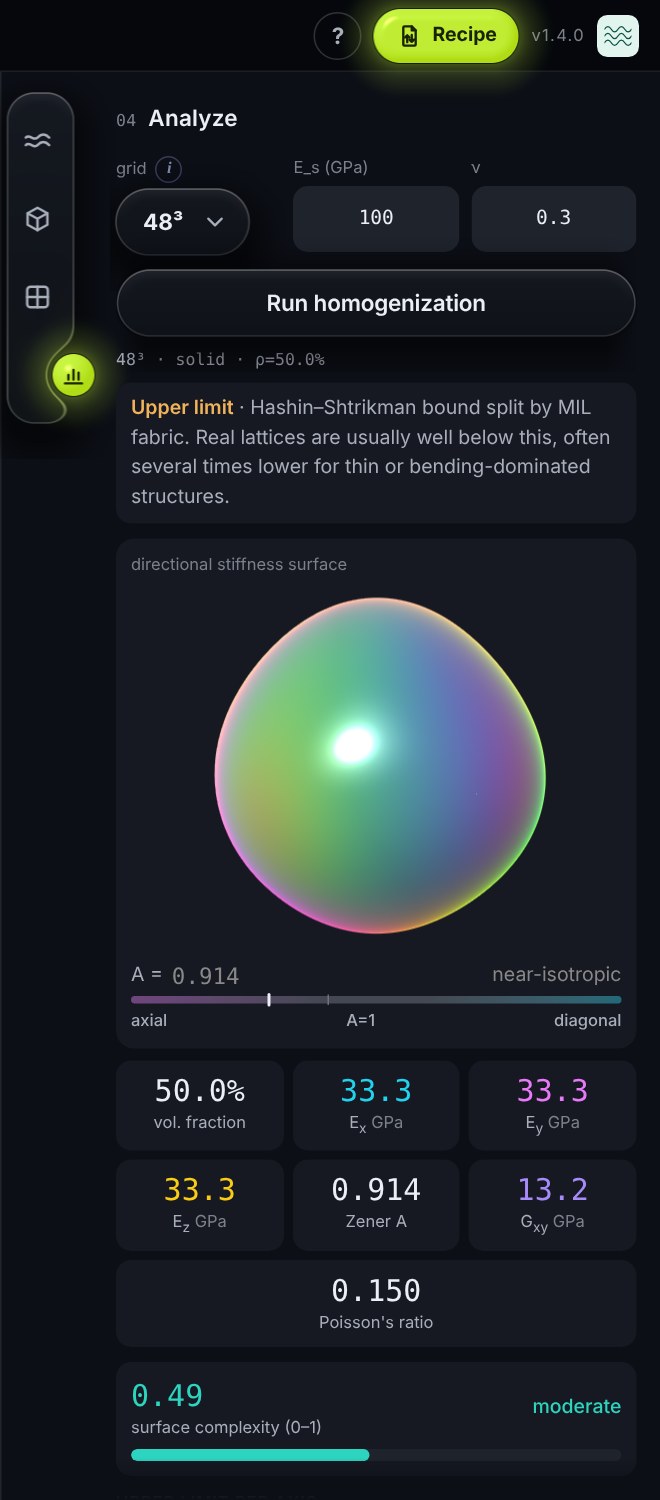 ?
Recipe
v1.4.0
04 Analyze
grid i
E_s (GPa)
ν
48³
100
0.3
Run homogenization
48³ · solid · ρ=50.0%
Upper limit · Hashin–Shtrikman bound split by MIL
fabric. Real lattices are usually well below this, often
several times lower for thin or bending-dominated
structures.
directional stiffness surface
A = 0.914
near-isotropic
axial
A=1
diagonal
50.0%
vol. fraction
33.3
Ex GPa
33.3
Ey GPa
33.3
Ez GPa
0.914
Zener A
13.2
Gxy GPa
0.150
Poisson's ratio
0.49
surface complexity (0–1)
moderate